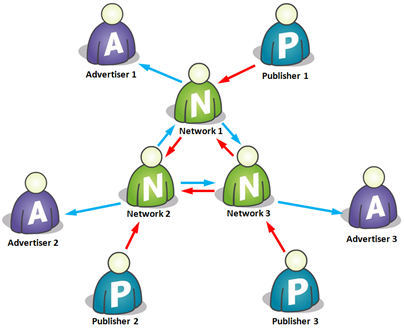 A
P
Advertiser 1
Publisher 1
N
Network 1
N
N
A
A
Network 2
Network 3
Advertiser 2
Advertiser 3
P
P
Publisher 2
Publisher 3